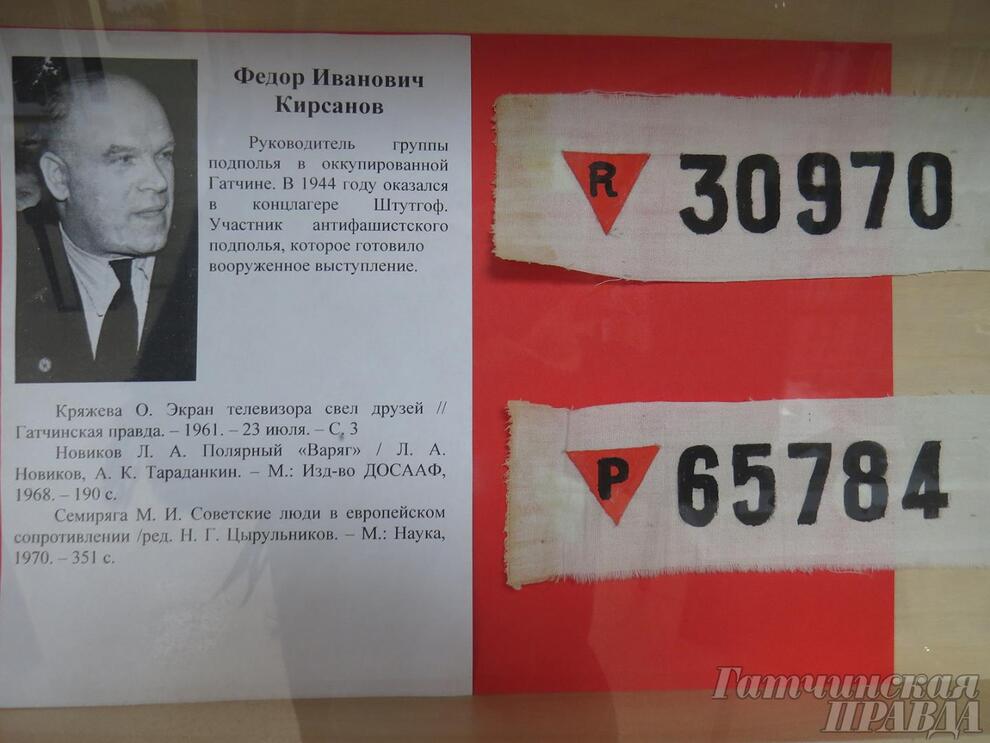 Федор Иванович
Кирсанов
Руководитель группы
подполья в оккупированной
Гатчине. В 1944 году оказался
в концлагере Штутгоф.
Участник антифашистского
подполья, которое готовило
вооруженное выступление.
Кряжева О. Экран телевизора свел друзей //
Гатчинская правда. – 1961. – 23 июля. – С. 3
Новиков Л. А. Полярный «Варяг» / Л. А.
Новиков, А. К. Тараданкин. – М.: Изд-во ДОСААФ,
1968. – 190 с.
Семиряга М. И. Советские люди в европейском
сопротивлении /ред. Н. Г. Цырульников. – М.: Наука,
1970. – 351 с.
R 30970
P 65784
Гатчинская
ПРАВДА